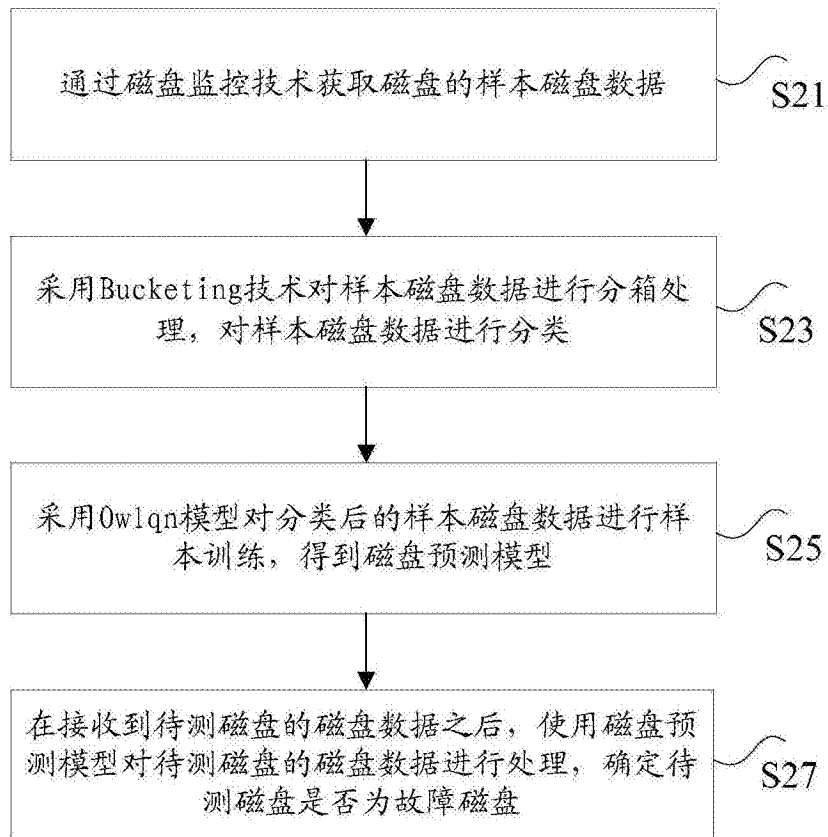 通过磁盘监控技术获取磁盘的样本磁盘数据
S21
采用Bucketing技术对样本磁盘数据进行分箱处
理，对样本磁盘数据进行分类
S23
采用Owlqn模型对分类后的样本磁盘数据进行样
本训练，得到磁盘预测模型
S25
在接收到待测磁盘的磁盘数据之后，使用磁盘预
测模型对待测磁盘的磁盘数据进行处理，确定待
测磁盘是否为故障磁盘
S27